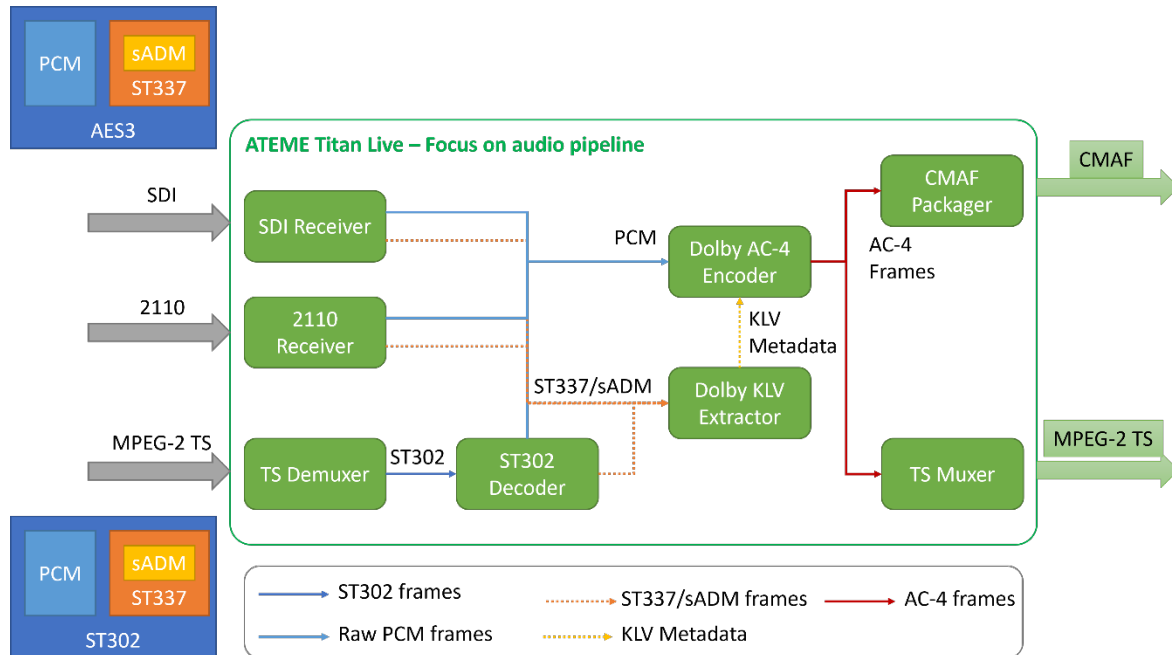 PCM
sADM
ST337
AES3
ATEME Titan Live – Focus on audio pipeline
SDI
SDI Receiver
2110
2110
Receiver
MPEG-2 TS
TS Demuxer
ST302
ST302
Decoder
PCM
ST337/sADM
Dolby AC-4
Encoder
KLV
Metadata
Dolby KLV
Extractor
AC-4
Frames
CMAF
Packager
TS Muxer
CMAF
MPEG-2 TS
PCM
sADM
ST337
ST302
ST302 frames
ST337/sADM frames
AC-4 frames
Raw PCM frames
KLV Metadata